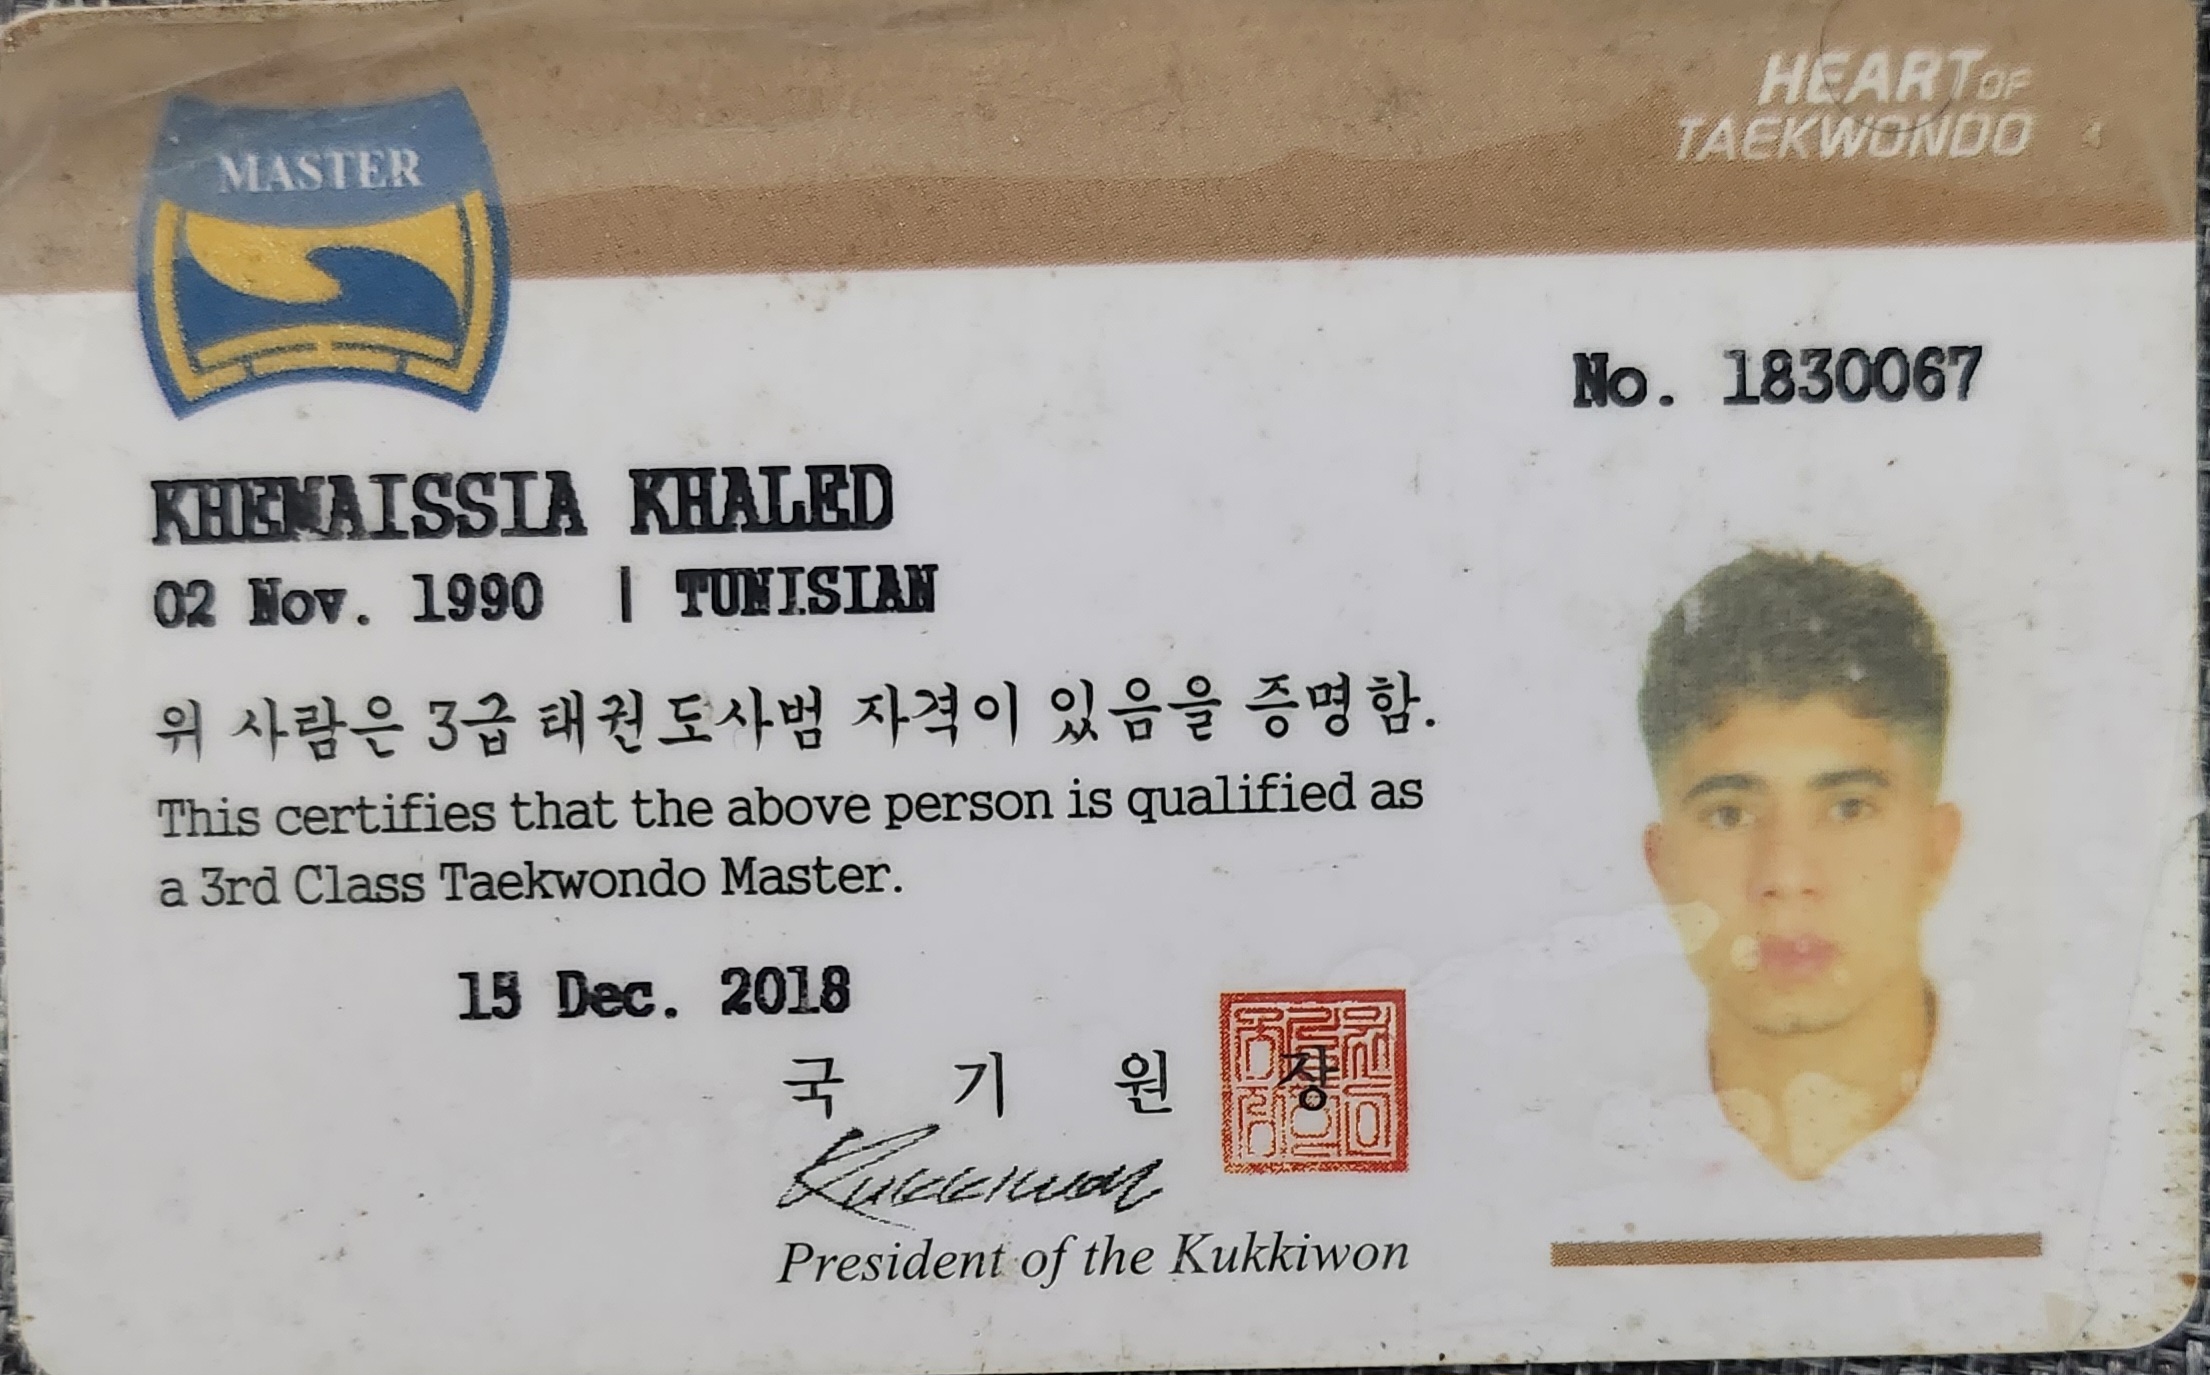 MASTER
HEART OF
TAEKWONDO
No. 1830067
KHEMAISSIA KHALED
02 Nov. 1990 | TUNISIAN
위 사람은 3급 태권도사범 자격이 있음을 증명함.
This certifies that the above person is qualified as
a 3rd Class Taekwondo Master.
15 Dec. 2018
국 기 원 장
Kukkiwon
President of the Kukkiwon